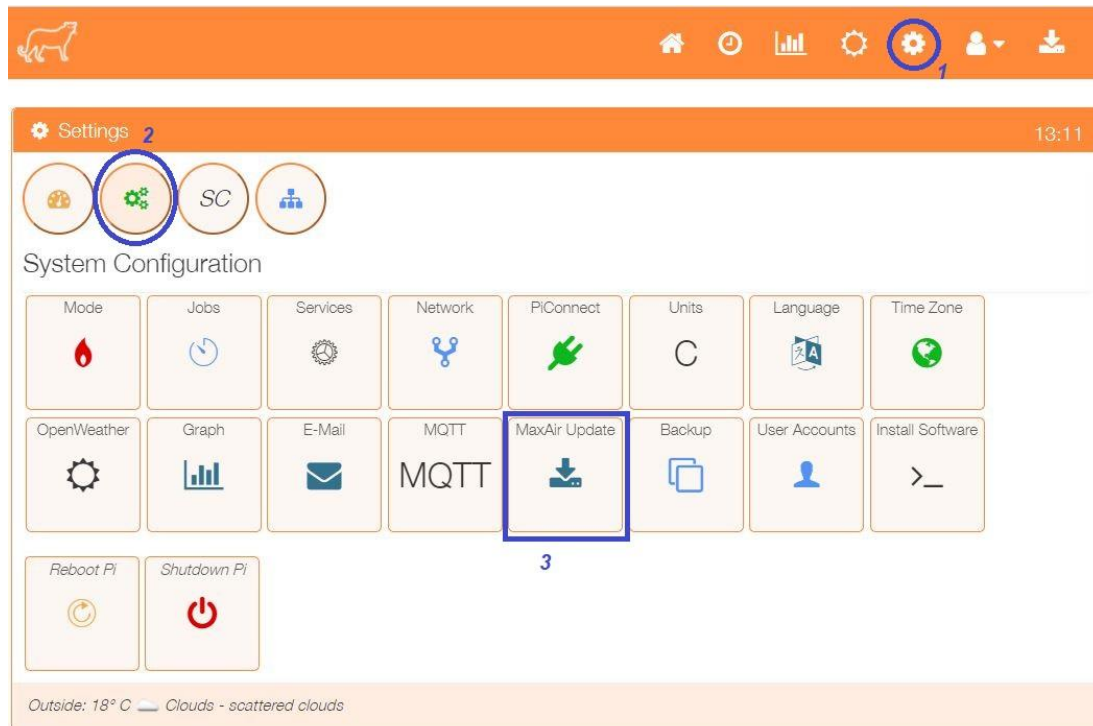 1
Settings 2 13:11
SC
System Configuration
Mode Jobs Services Network PiConnect Units Language Time Zone
C A
OpenWeather Graph E-Mail MQTT MaxAir Update Backup User Accounts Install Software
MQTT >_
3
Reboot Pi Shutdown Pi
Outside: 18° C Clouds - scattered clouds